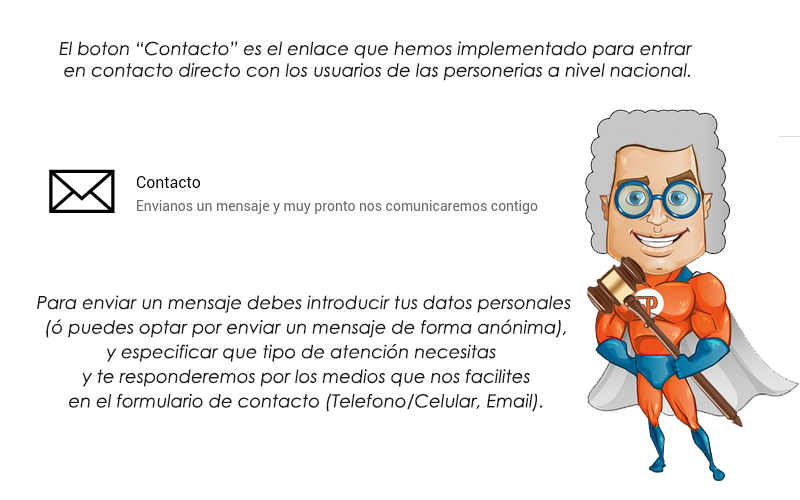 El boton “Contacto” es el enlace que hemos implementado para entrar
en contacto directo con los usuarios de las personerias a nivel nacional.
Contacto
Envianos un mensaje y muy pronto nos comunicaremos contigo
Para enviar un mensaje debes introducir tus datos personales
(ó puedes optar por enviar un mensaje de forma anónima),
y especificar que tipo de atención necesitas
y te responderemos por los medios que nos facilites
en el formulario de contacto (Telefono/Celular, Email).